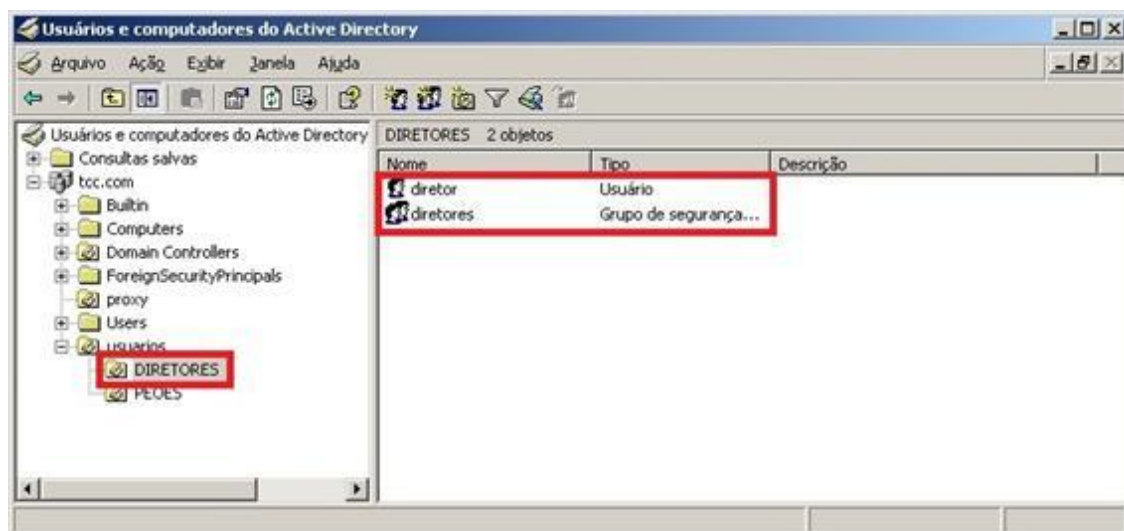 Usuários e computadores do Active Directory
Arquivo Ação Exibir Janela Ajuda
Usuários e computadores do Active Directory
Consultas salvas
tcc.com
Builtin
Computers
Domain Controllers
ForeignSecurityPrincipals
proxy
Users
usuarios
DIRETORES
PEOES
DIRETORES 2 objetos
Nome Tipo Descrição
diretor Usuário
diretores Grupo de segurança...